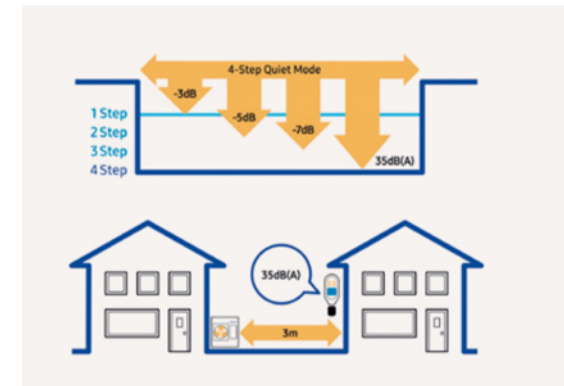 4-Step Quiet Mode
-3dB
1 Step
-5dB
2 Step
-7dB
3 Step
35dB(A)
4 Step
35dB(A)
3m